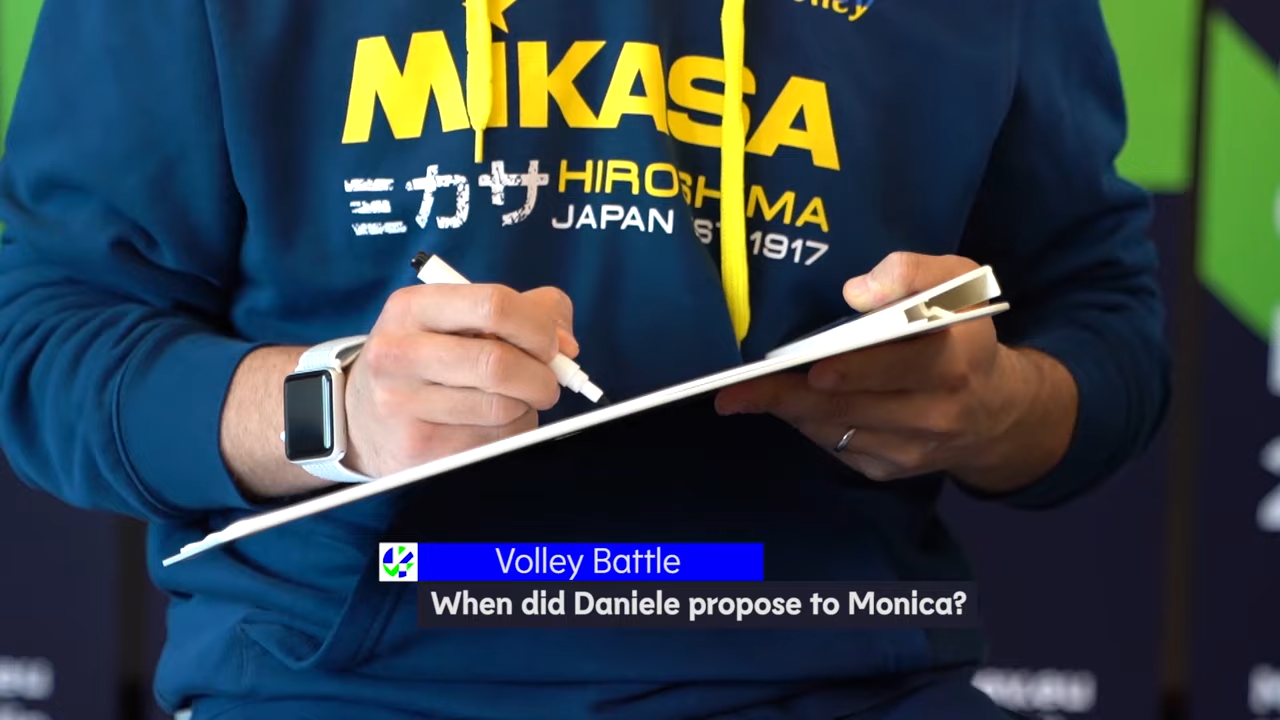 MIKASA
ミカサ HIROSHIMA
JAPAN 1917
Volley Battle
When did Daniele propose to Monica?